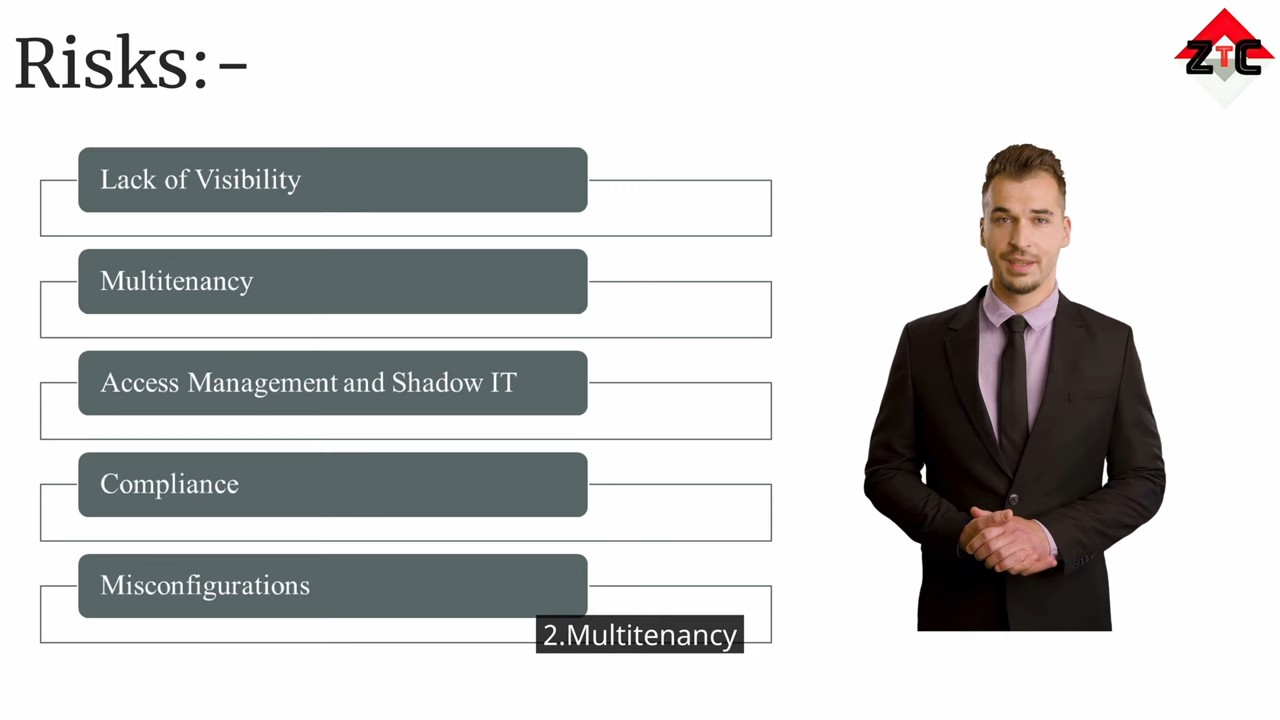 Risks:-
ZTC
Lack of Visibility
Multitenancy
Access Management and Shadow IT
Compliance
Misconfigurations
2.Multitenancy